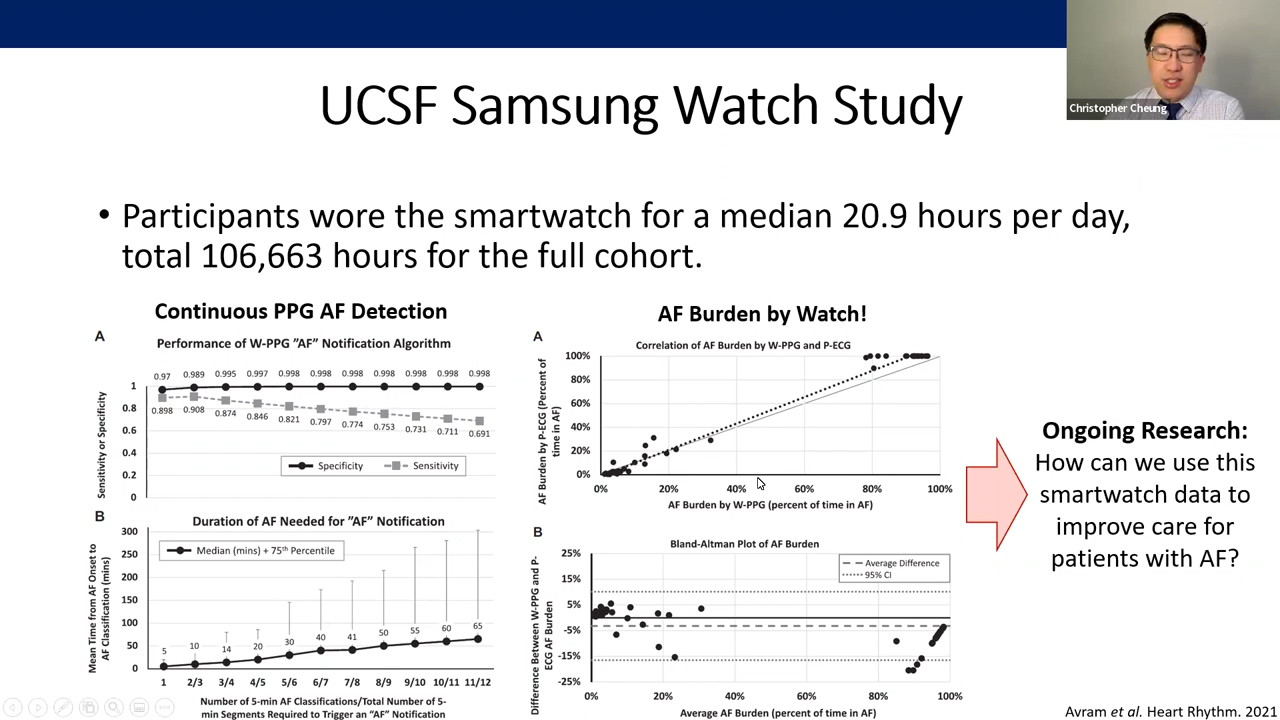 Christopher Cheung
UCSF Samsung Watch Study
• Participants wore the smartwatch for a median 20.9 hours per day,
total 106,663 hours for the full cohort.
Continuous PPG AF Detection
A
Performance of W-PPG "AF" Notification Algorithm
Sensitivity or Specificity
1
0.8
0.6
0.4
0.2
0
0.97 0.989 0.995 0.997 0.998 0.998 0.998 0.998 0.998 0.998 0.998
0.898 0.908 0.874 0.846 0.821 0.797 0.774 0.753 0.731 0.711 0.691
Specificity Sensitivity
B
Duration of AF Needed for "AF" Notification
Mean Time from AF Onset to
AF Classification (mins)
300
250
200
150
100
50
0
Median (mins) + 75th Percentile
5 10 14 20 30 40 41 50 55 60 65
1 2/3 3/4 4/5 5/6 6/7 7/8 8/9 9/10 10/11 11/12
Number of 5-min AF Classifications/Total Number of 5-
min Segments Required to Trigger an "AF" Notification
AF Burden by Watch!
A
Correlation of AF Burden by W-PPG and P-ECG
AF Burden by P-ECG (Percent of
time in AF)
100%
80%
60%
40%
20%
0%
0% 20% 40% 60% 80% 100%
AF Burden by W-PPG (percent of time in AF)
B
Bland-Altman Plot of AF Burden
Difference Between W-PPG and P-
ECG AF Burden
25%
15%
5%
-5%
-15%
-25%
Average Difference
95% CI
0% 20% 40% 60% 80% 100%
Average AF Burden (percent of time in AF)
Ongoing Research:
How can we use this
smartwatch data to
improve care for
patients with AF?
Avram et al. Heart Rhythm. 2021